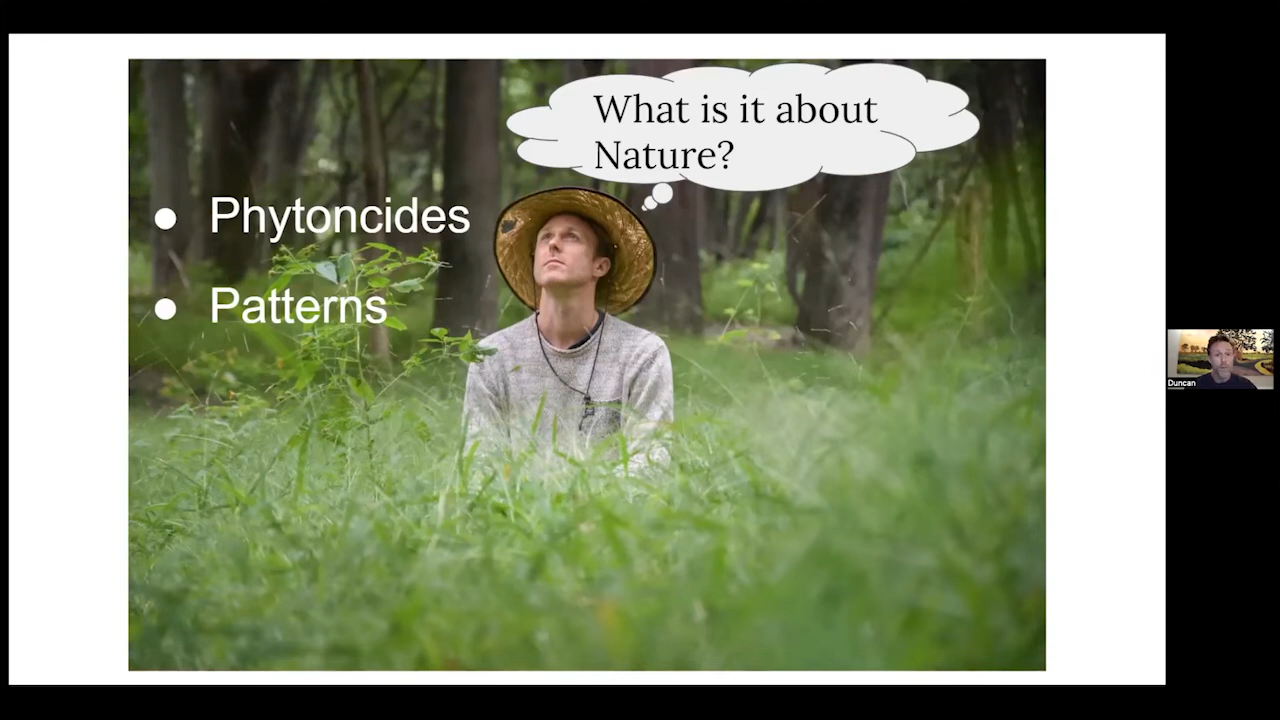 What is it about
Nature?
● Phytoncides
● Patterns
Duncan